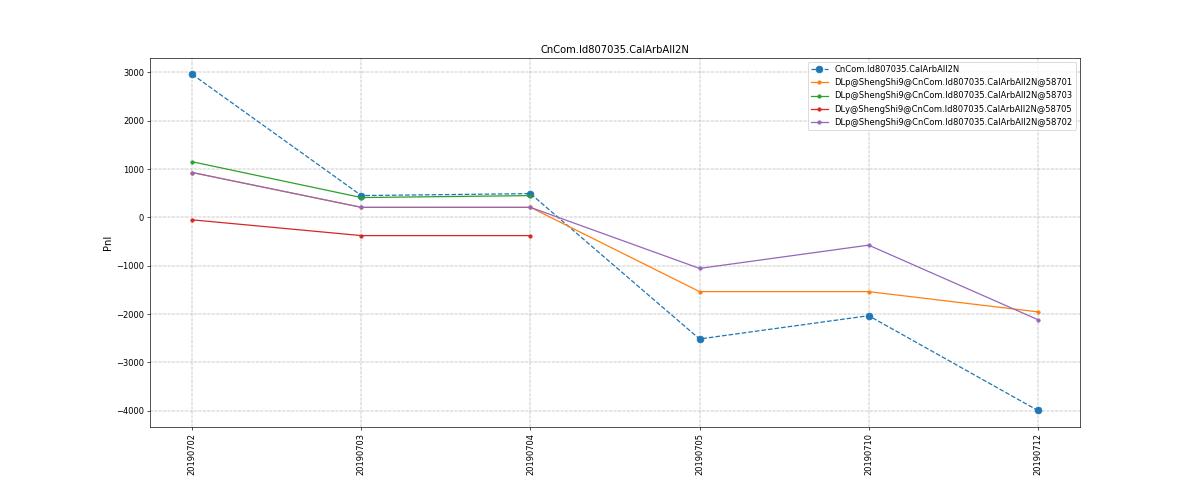 CnCom.Id807035.CalArbAll2N
CnCom.Id807035.CalArbAll2N
DLp@ShengShi9@CnCom.Id807035.CalArbAll2N@58701
DLp@ShengShi9@CnCom.Id807035.CalArbAll2N@58703
DLy@ShengShi9@CnCom.Id807035.CalArbAll2N@58705
DLp@ShengShi9@CnCom.Id807035.CalArbAll2N@58702
3000
2000
1000
0
−1000
−2000
−3000
−4000
PnI
20190702
20190703
20190704
20190705
20190710
20190712